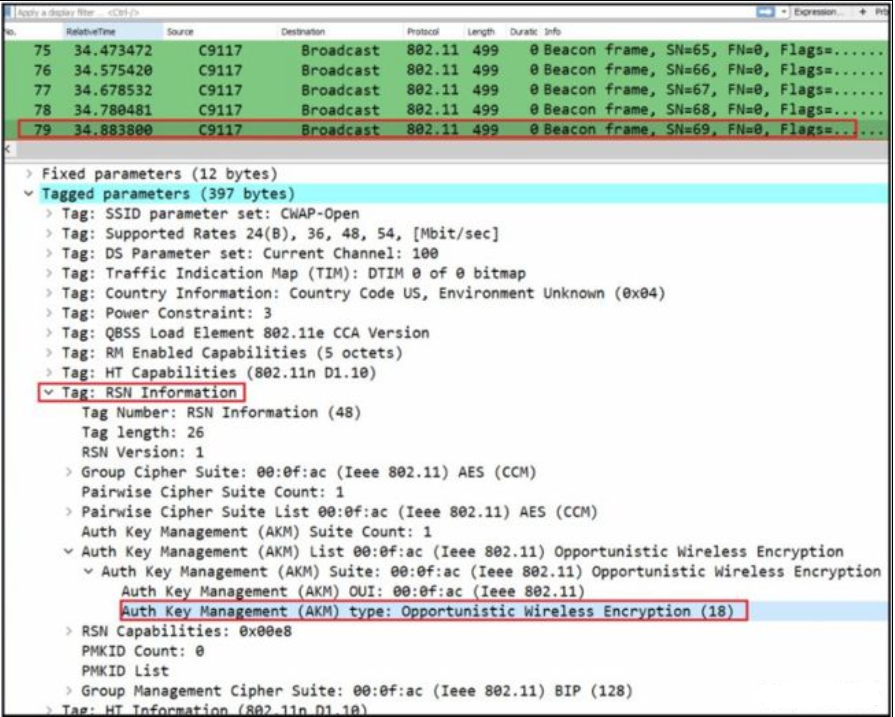 Apply a display filter ... <Ctrl-/>
Expression... +
No. RelativeTime Source Destination Protocol Length Duratic Info
75 34.473472 C9117 Broadcast 802.11 499 0 Beacon frame, SN=65, FN=0, Flags=......
76 34.575420 C9117 Broadcast 802.11 499 0 Beacon frame, SN=66, FN=0, Flags=......
77 34.678532 C9117 Broadcast 802.11 499 0 Beacon frame, SN=67, FN=0, Flags=......
78 34.780481 C9117 Broadcast 802.11 499 0 Beacon frame, SN=68, FN=0, Flags=......
79 34.883800 C9117 Broadcast 802.11 499 0 Beacon frame, SN=69, FN=0, Flags=......
Fixed parameters (12 bytes)
Tagged parameters (397 bytes)
Tag: SSID parameter set: CWAP-Open
Tag: Supported Rates 24(B), 36, 48, 54, [Mbit/sec]
Tag: DS Parameter set: Current Channel: 100
Tag: Traffic Indication Map (TIM): DTIM 0 of 0 bitmap
Tag: Country Information: Country Code US, Environment Unknown (0x04)
Tag: Power Constraint: 3
Tag: QBSS Load Element 802.11e CCA Version
Tag: RM Enabled Capabilities (5 octets)
Tag: HT Capabilities (802.11n D1.10)
Tag: RSN Information
Tag Number: RSN Information (48)
Tag length: 26
RSN Version: 1
Group Cipher Suite: 00:0f:ac (Ieee 802.11) AES (CCM)
Pairwise Cipher Suite Count: 1
Pairwise Cipher Suite List 00:0f:ac (Ieee 802.11) AES (CCM)
Auth Key Management (AKM) Suite Count: 1
Auth Key Management (AKM) List 00:0f:ac (Ieee 802.11) Opportunistic Wireless Encryption
Auth Key Management (AKM) Suite: 00:0f:ac (Ieee 802.11) Opportunistic Wireless Encryption
Auth Key Management (AKM) OUI: 00:0f:ac (Ieee 802.11)
Auth Key Management (AKM) type: Opportunistic Wireless Encryption (18)
RSN Capabilities: 0x00e8
PMKID Count: 0
PMKID List
Group Management Cipher Suite: 00:0f:ac (Ieee 802.11) BIP (128)
Tag: HT Information (802.11n D1.10)